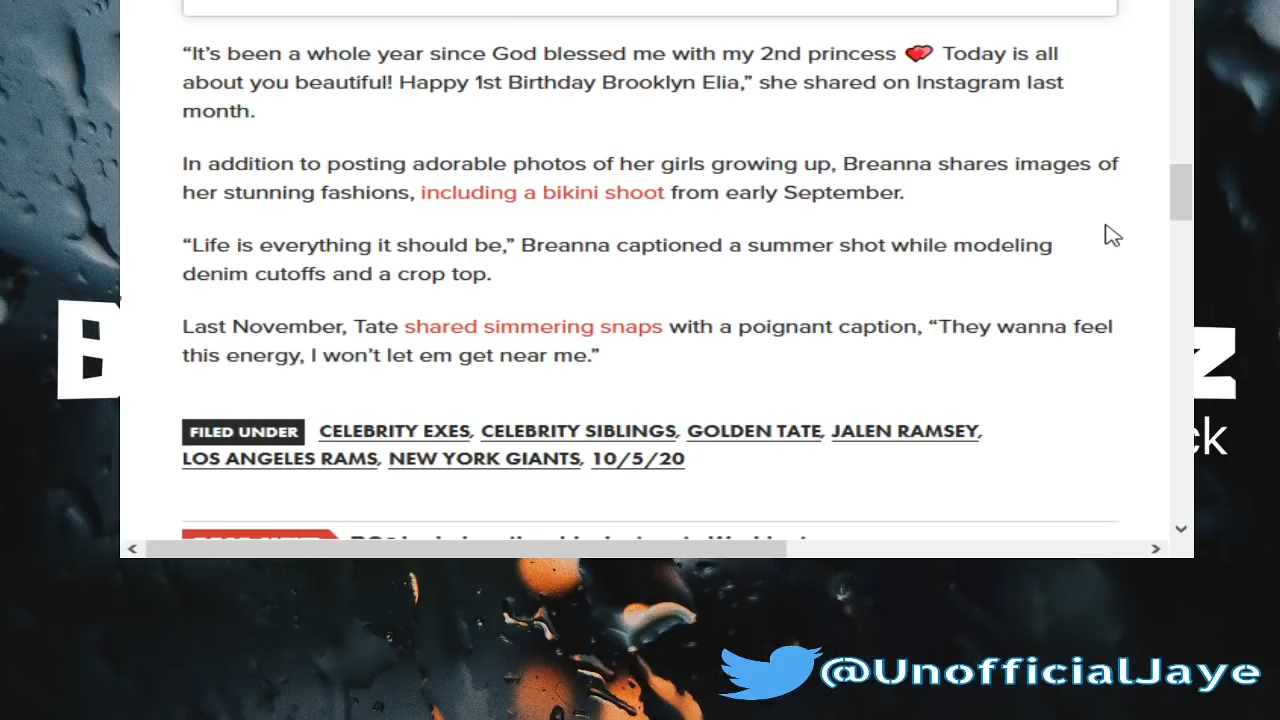 “It’s been a whole year since God blessed me with my 2nd princess 💕 Today is all
about you beautiful! Happy 1st Birthday Brooklyn Elia,” she shared on Instagram last
month.
In addition to posting adorable photos of her girls growing up, Breanna shares images of
her stunning fashions, including a bikini shoot from early September.
“Life is everything it should be,” Breanna captioned a summer shot while modeling
denim cutoffs and a crop top.
Last November, Tate shared simmering snaps with a poignant caption, “They wanna feel
this energy, I won’t let em get near me.”
FILED UNDER CELEBRITY EXES, CELEBRITY SIBLINGS, GOLDEN TATE, JALEN RAMSEY,
LOS ANGELES RAMS, NEW YORK GIANTS, 10/5/20
@UnofficialJaye